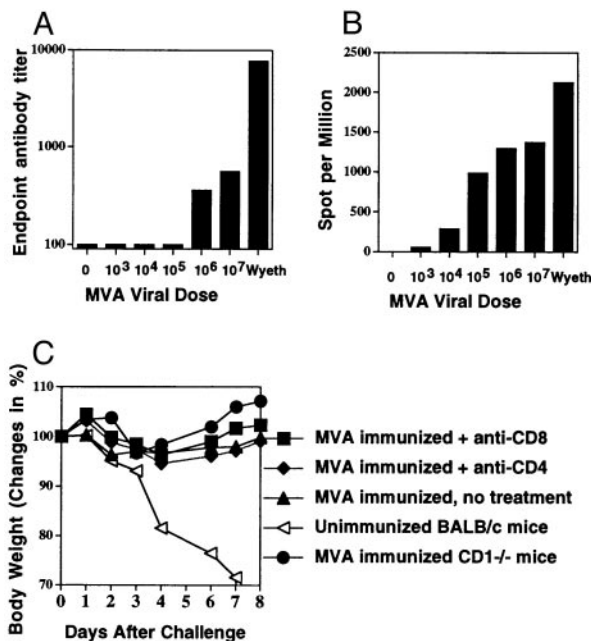 A
Endpoint antibody titer
10000
1000
100
0 10³ 10⁴ 10⁵ 10⁶ 10⁷ Wyeth
MVA Viral Dose
B
Spot per Million
2500
2000
1500
1000
500
0
0 10³ 10⁴ 10⁵ 10⁶ 10⁷ Wyeth
MVA Viral Dose
C
Body Weight (Changes in %)
110
100
90
80
70
0 1 2 3 4 5 6 7 8
Days After Challenge
MVA immunized + anti-CD8
MVA immunized + anti-CD4
MVA immunized, no treatment
Unimmunized BALB/c mice
MVA immunized CD1-/- mice